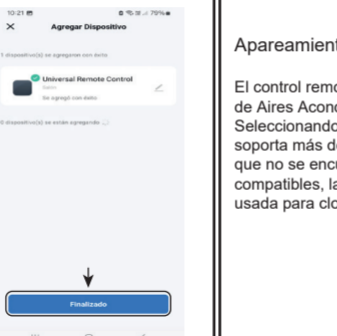 10:21
79%
Agregar Dispositivo
1 dispositivo(s) se agregaron con éxito
Universal Remote Control
Se agregó con éxito
0 dispositivo(s) se están agregando ...
Finalizado
Apareamient
El control remo
de Aires Acond
Seleccionando
soporta más de
que no se encu
compatibles, la
usada para clo